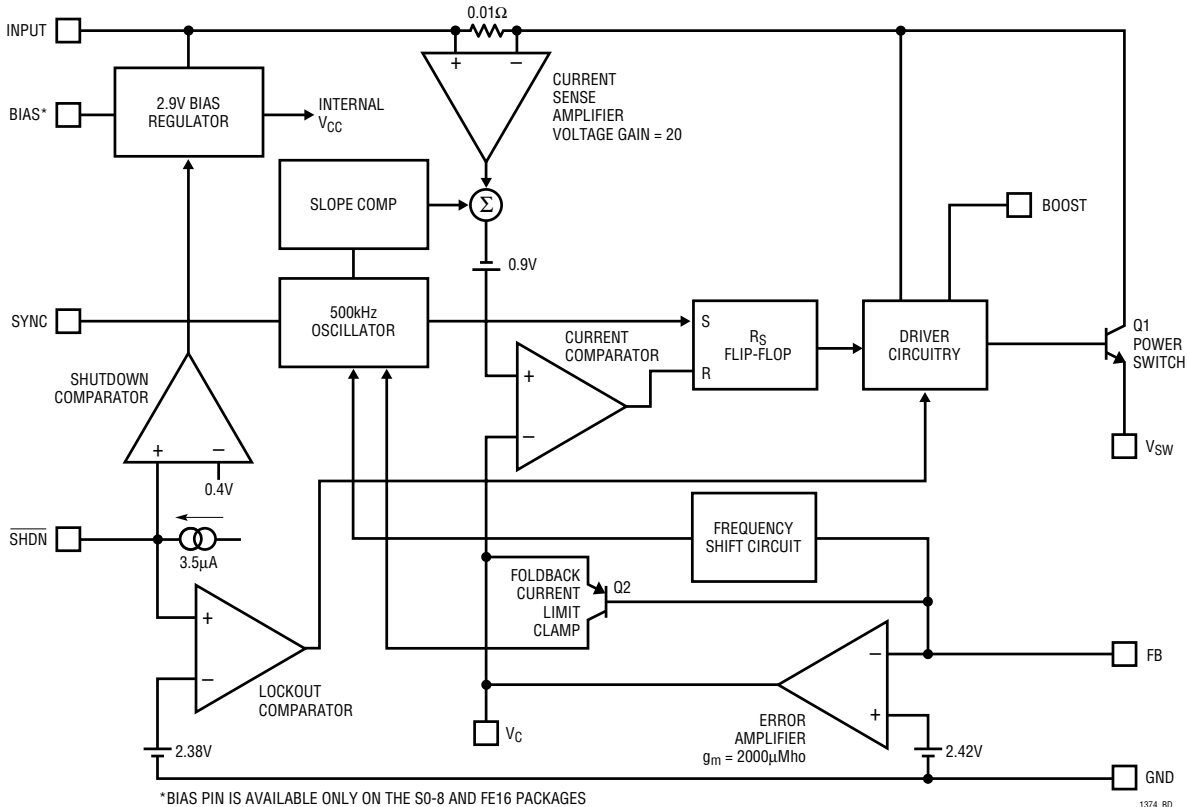 INPUT
0.01Ω
+
–
CURRENT
SENSE
AMPLIFIER
VOLTAGE GAIN = 20
BIAS*
2.9V BIAS
REGULATOR
INTERNAL
VCC
SLOPE COMP
Σ
BOOST
0.9V
SYNC
500kHz
OSCILLATOR
S
R
RS
FLIP-FLOP
DRIVER
CIRCUITRY
Q1
POWER
SWITCH
CURRENT
COMPARATOR
+
–
SHUTDOWN
COMPARATOR
+
–
0.4V
VSW
SHDN
3.5µA
FREQUENCY
SHIFT CIRCUIT
FOLDBACK
CURRENT
LIMIT
CLAMP
Q2
+
–
LOCKOUT
COMPARATOR
–
+
FB
ERROR
AMPLIFIER
gm = 2000µMho
VC
2.38V
2.42V
GND
*BIAS PIN IS AVAILABLE ONLY ON THE S0-8 AND FE16 PACKAGES
1374 BD